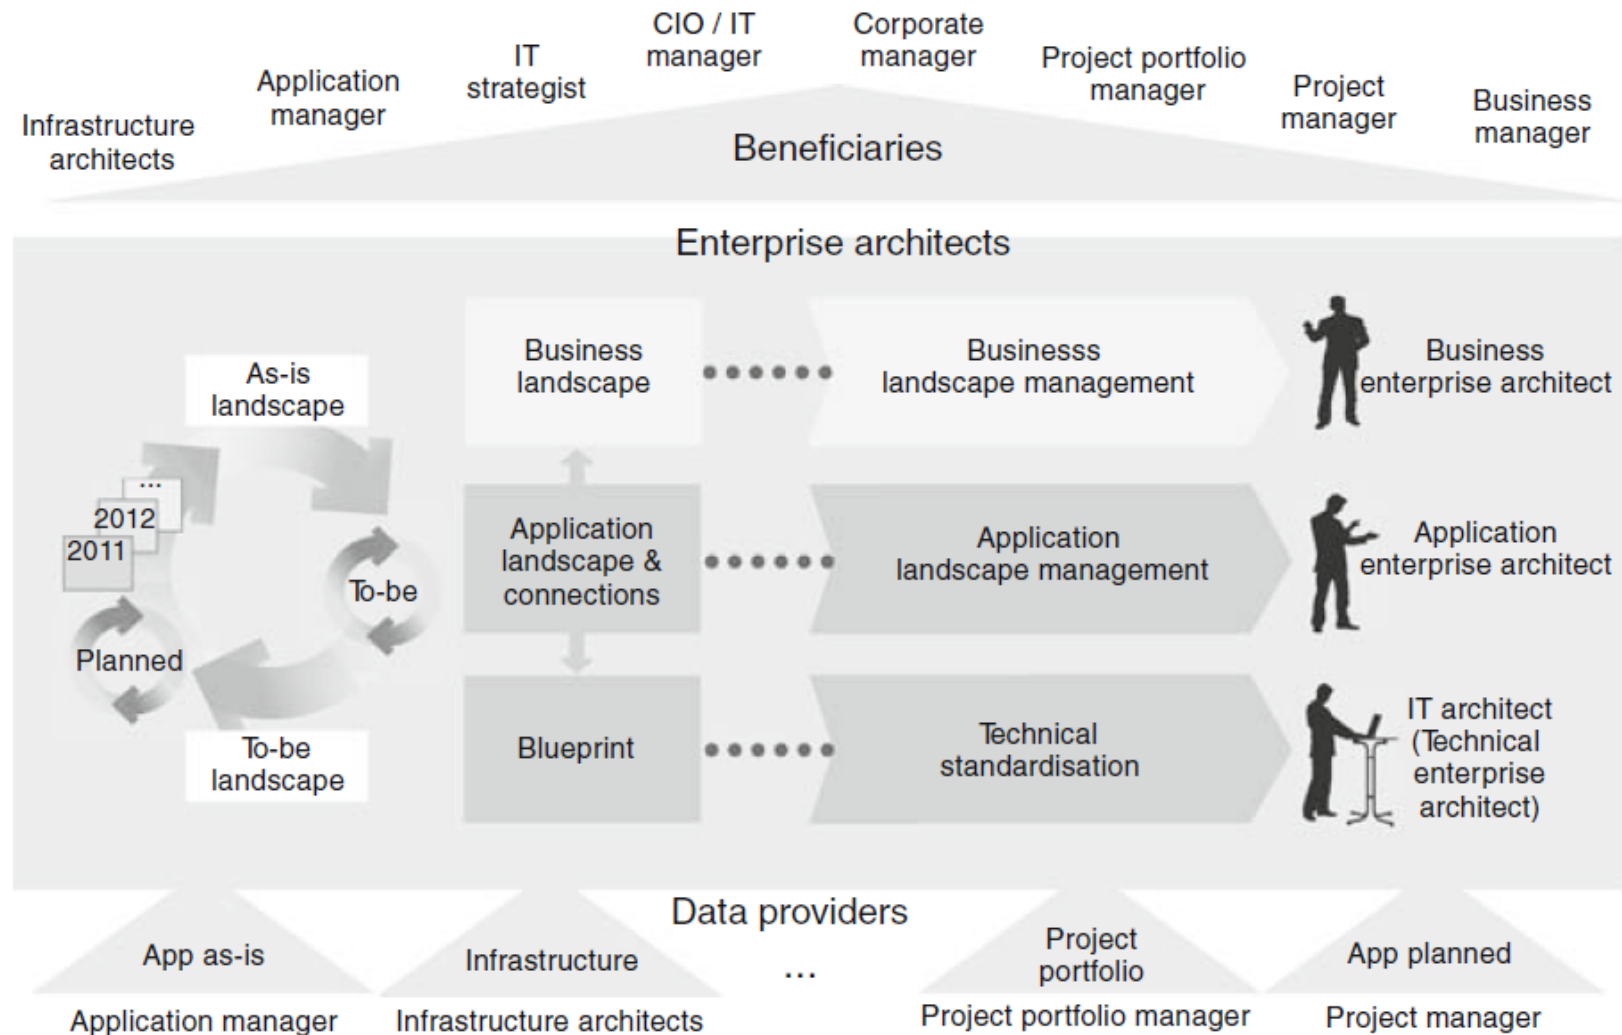 CIO / IT
manager
Corporate
manager
IT
strategist
Project portfolio
manager
Application
manager
Project
manager
Business
manager
Infrastructure
architects
Beneficiaries
Enterprise architects
As-is
landscape
2011
2012
...
To-be
Planned
To-be
landscape
Business
landscape
Businesss
landscape management
Business
enterprise architect
Application
landscape &
connections
Application
landscape management
Application
enterprise architect
Blueprint
Technical
standardisation
IT architect
(Technical
enterprise
architect)
Data providers
App as-is
Infrastructure
...
Project
portfolio
App planned
Application manager
Infrastructure architects
Project portfolio manager
Project manager